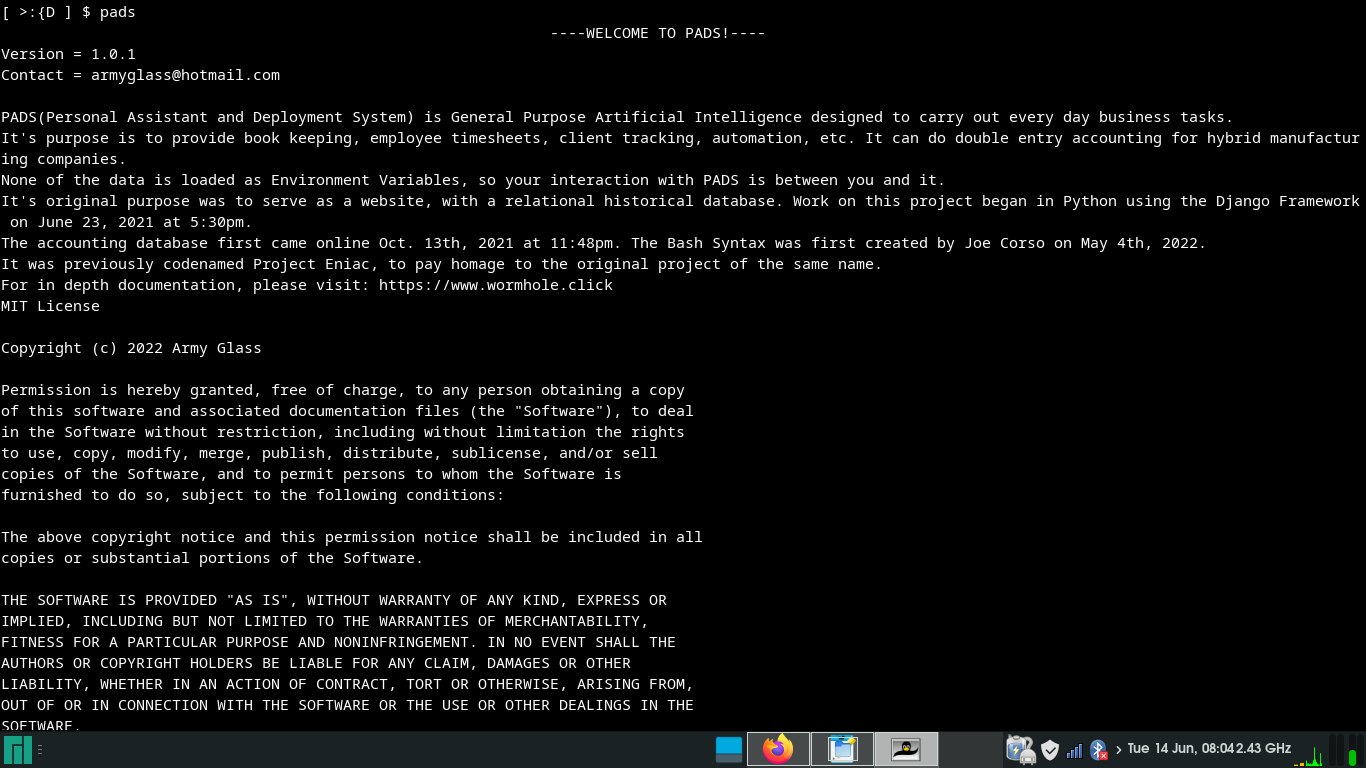 [ >:{D ] $ pads
----WELCOME TO PADS!----
Version = 1.0.1
Contact = armyglass@hotmail.com
PADS(Personal Assistant and Deployment System) is General Purpose Artificial Intelligence designed to carry out every day business tasks.
It's purpose is to provide book keeping, employee timesheets, client tracking, automation, etc. It can do double entry accounting for hybrid manufactur
ing companies.
None of the data is loaded as Environment Variables, so your interaction with PADS is between you and it.
It's original purpose was to serve as a website, with a relational historical database. Work on this project began in Python using the Django Framework
on June 23, 2021 at 5:30pm.
The accounting database first came online Oct. 13th, 2021 at 11:48pm. The Bash Syntax was first created by Joe Corso on May 4th, 2022.
It was previously codenamed Project Eniac, to pay homage to the original project of the same name.
For in depth documentation, please visit: https://www.wormhole.click
MIT License
Copyright (c) 2022 Army Glass
Permission is hereby granted, free of charge, to any person obtaining a copy
of this software and associated documentation files (the "Software"), to deal
in the Software without restriction, including without limitation the rights
to use, copy, modify, merge, publish, distribute, sublicense, and/or sell
copies of the Software, and to permit persons to whom the Software is
furnished to do so, subject to the following conditions:
The above copyright notice and this permission notice shall be included in all
copies or substantial portions of the Software.
THE SOFTWARE IS PROVIDED "AS IS", WITHOUT WARRANTY OF ANY KIND, EXPRESS OR
IMPLIED, INCLUDING BUT NOT LIMITED TO THE WARRANTIES OF MERCHANTABILITY,
FITNESS FOR A PARTICULAR PURPOSE AND NONINFRINGEMENT. IN NO EVENT SHALL THE
AUTHORS OR COPYRIGHT HOLDERS BE LIABLE FOR ANY CLAIM, DAMAGES OR OTHER
LIABILITY, WHETHER IN AN ACTION OF CONTRACT, TORT OR OTHERWISE, ARISING FROM,
OUT OF OR IN CONNECTION WITH THE SOFTWARE OR THE USE OR OTHER DEALINGS IN THE
SOFTWARE.
Tue 14 Jun, 08:04 2.43 GHz